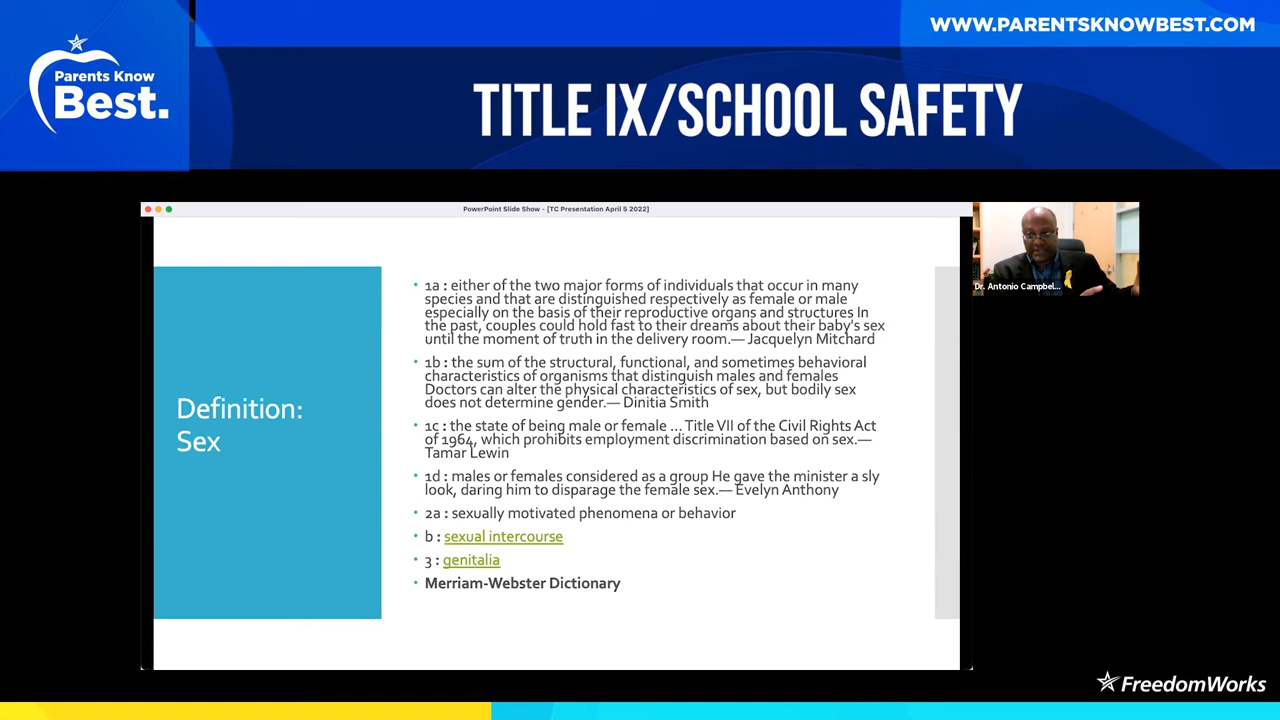 WWW.PARENTSKNOWBEST.COM
Parents Know
Best.
TITLE IX/SCHOOL SAFETY
PowerPoint Slide Show - [TC Presentation April 5 2022]
Definition:
Sex
• 1a : either of the two major forms of individuals that occur in many
species and that are distinguished respectively as female or male
especially on the basis of their reproductive organs and structures In
the past, couples could hold fast to their dreams about their baby's sex
until the moment of truth in the delivery room.— Jacquelyn Mitchard
• 1b : the sum of the structural, functional, and sometimes behavioral
characteristics of organisms that distinguish males and females
Doctors can alter the physical characteristics of sex, but bodily sex
does not determine gender.— Dinitia Smith
• 1c : the state of being male or female ... Title VII of the Civil Rights Act
of 1964, which prohibits employment discrimination based on sex.—
Tamar Lewin
• 1d : males or females considered as a group He gave the minister a sly
look, daring him to disparage the female sex.— Evelyn Anthony
• 2a : sexually motivated phenomena or behavior
• b : sexual intercourse
• 3 : genitalia
• Merriam-Webster Dictionary
Dr. Antonio Campbel...
FreedomWorks